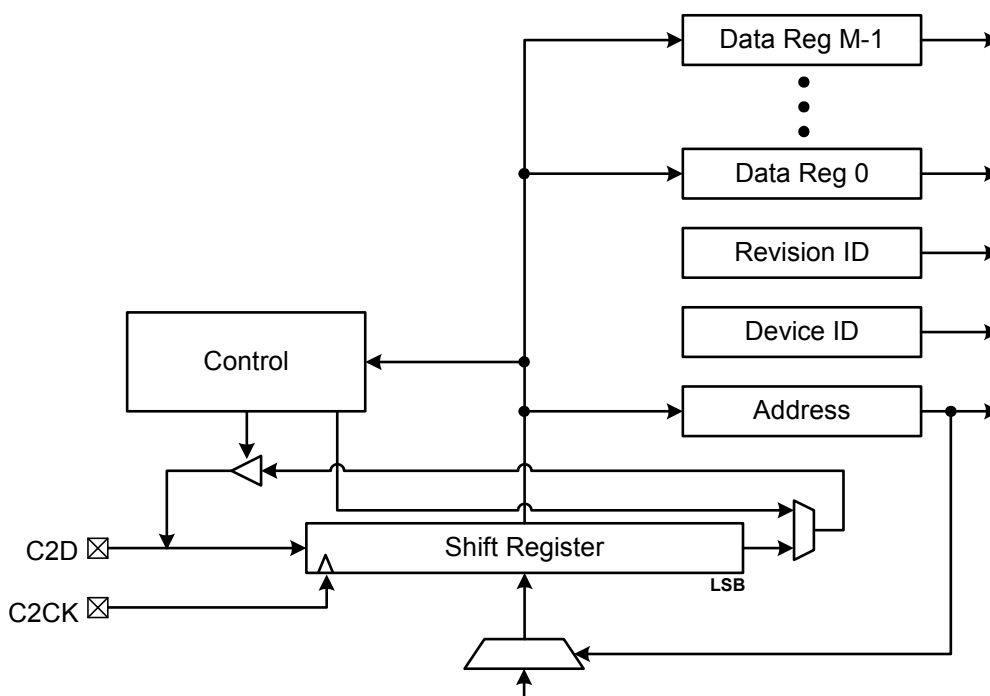 Data Reg M-1
Data Reg 0
Revision ID
Device ID
Control
Address
C2D
Shift Register
LSB
C2CK